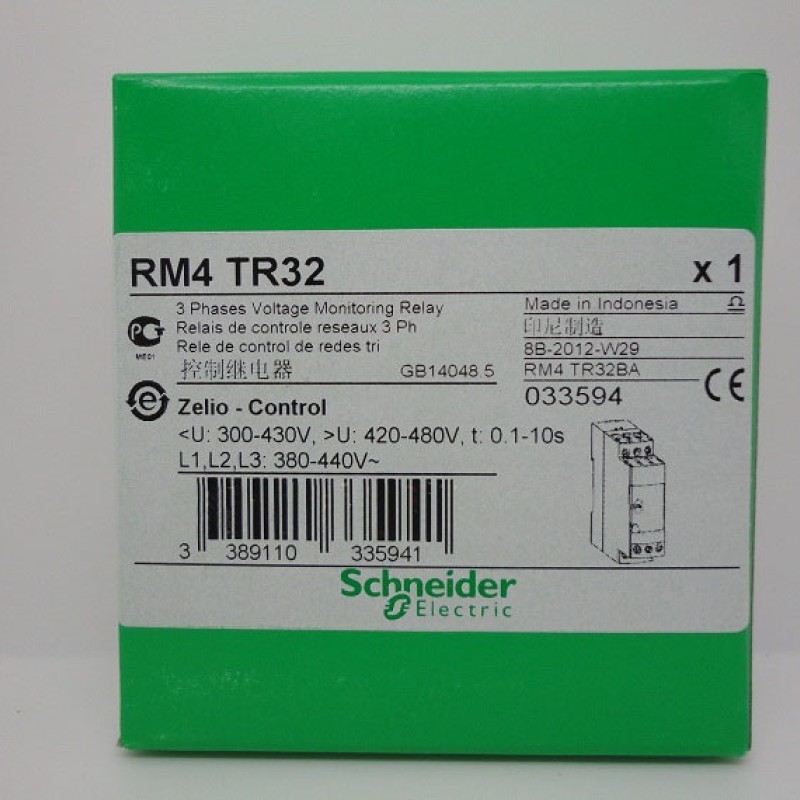 RM4 TR32
x 1
3 Phases Voltage Monitoring Relay
Relais de controle reseaux 3 Ph
Rele de control de redes tri
控制继电器
GB14048.5
Made in Indonesia
印尼制造
8B-2012-W29
RM4 TR32BA
033594
CE
PG
ME01
e
Zelio - Control
<U: 300-430V, >U: 420-480V, t: 0.1-10s
L1,L2,L3: 380-440V~
3 389110 335941
Schneider
Electric